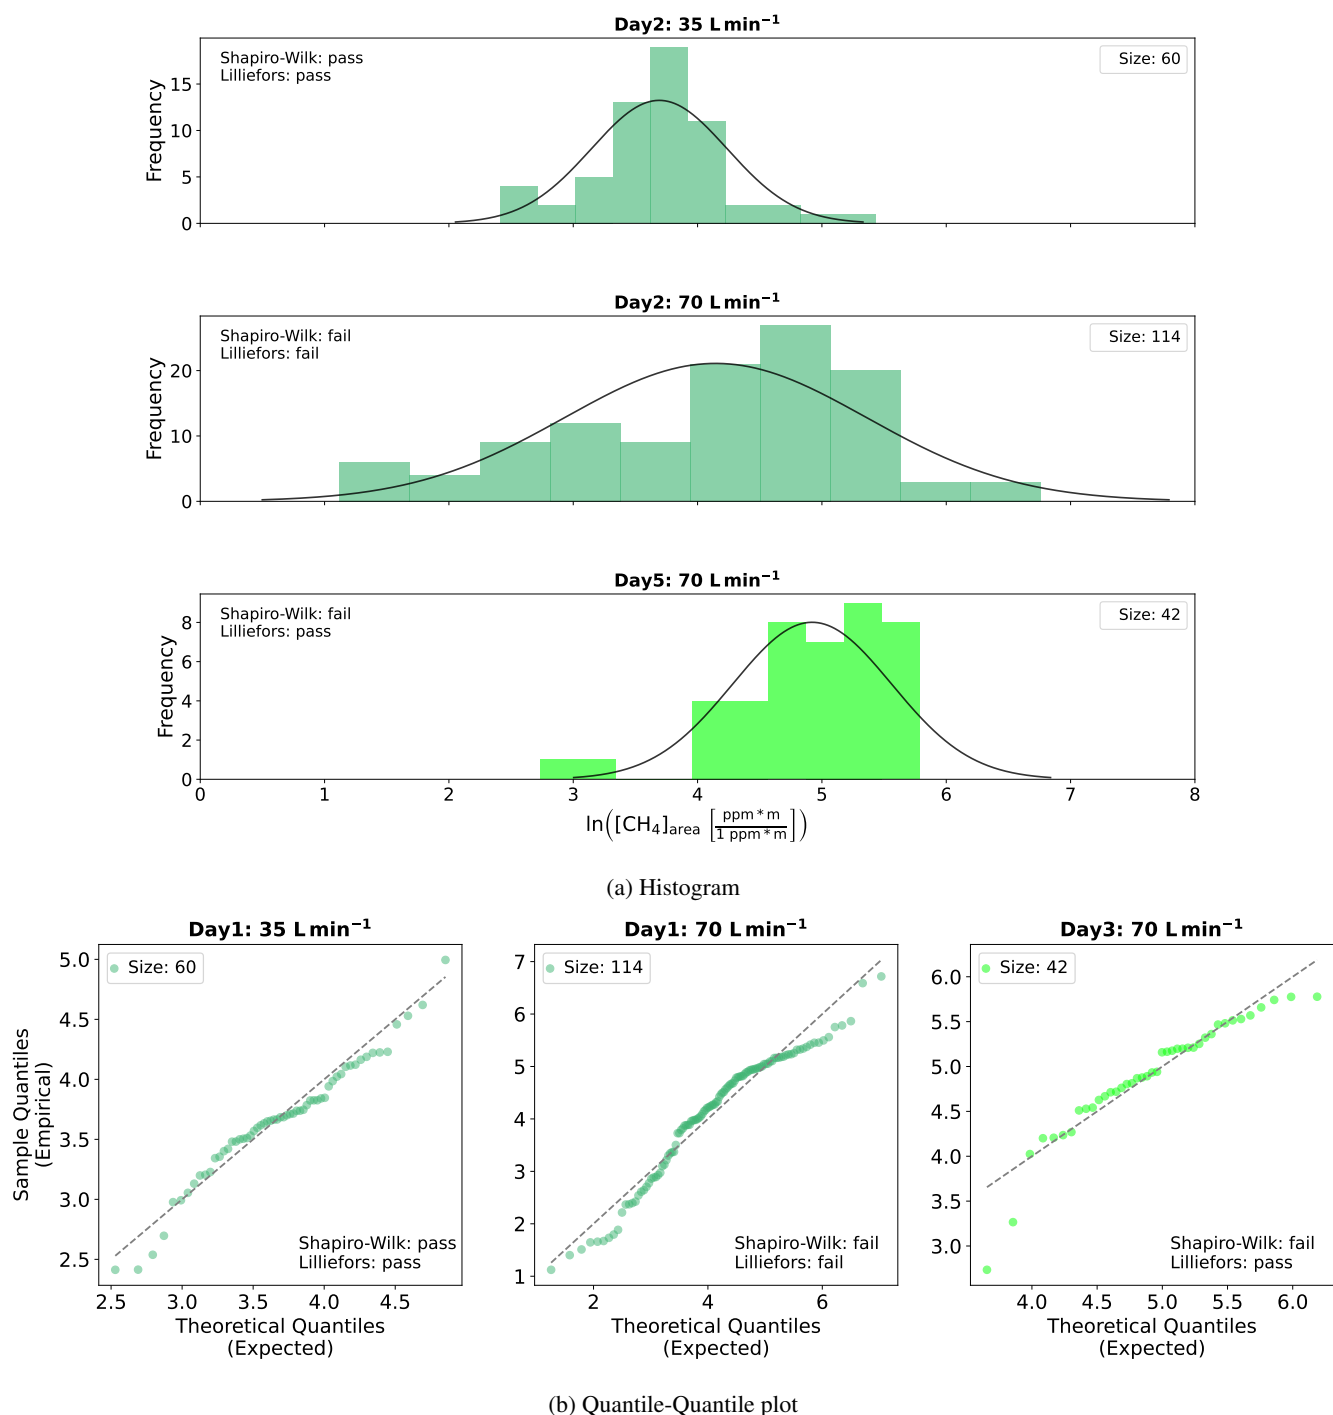 Day2: 35 L min⁻¹
Shapiro-Wilk: pass
Lilliefors: pass
Size: 60
Frequency
15
10
5
0
Day2: 70 L min⁻¹
Shapiro-Wilk: fail
Lilliefors: fail
Size: 114
Frequency
20
10
0
Day5: 70 L min⁻¹
Shapiro-Wilk: fail
Lilliefors: pass
Size: 42
Frequency
8
6
4
2
0
0 1 2 3 4 5 6 7 8
ln([CH₄]area [ppm * m / 1 ppm * m])
(a) Histogram
Day1: 35 L min⁻¹
Size: 60
Sample Quantiles
(Empirical)
5.0
4.5
4.0
3.5
3.0
2.5
Shapiro-Wilk: pass
Lilliefors: pass
2.5 3.0 3.5 4.0 4.5
Theoretical Quantiles
(Expected)
Day1: 70 L min⁻¹
Size: 114
7
6
5
4
3
2
1
Shapiro-Wilk: fail
Lilliefors: fail
2 4 6
Theoretical Quantiles
(Expected)
Day3: 70 L min⁻¹
Size: 42
6.0
5.5
5.0
4.5
4.0
3.5
3.0
Shapiro-Wilk: fail
Lilliefors: pass
4.0 4.5 5.0 5.5 6.0
Theoretical Quantiles
(Expected)
(b) Quantile-Quantile plot